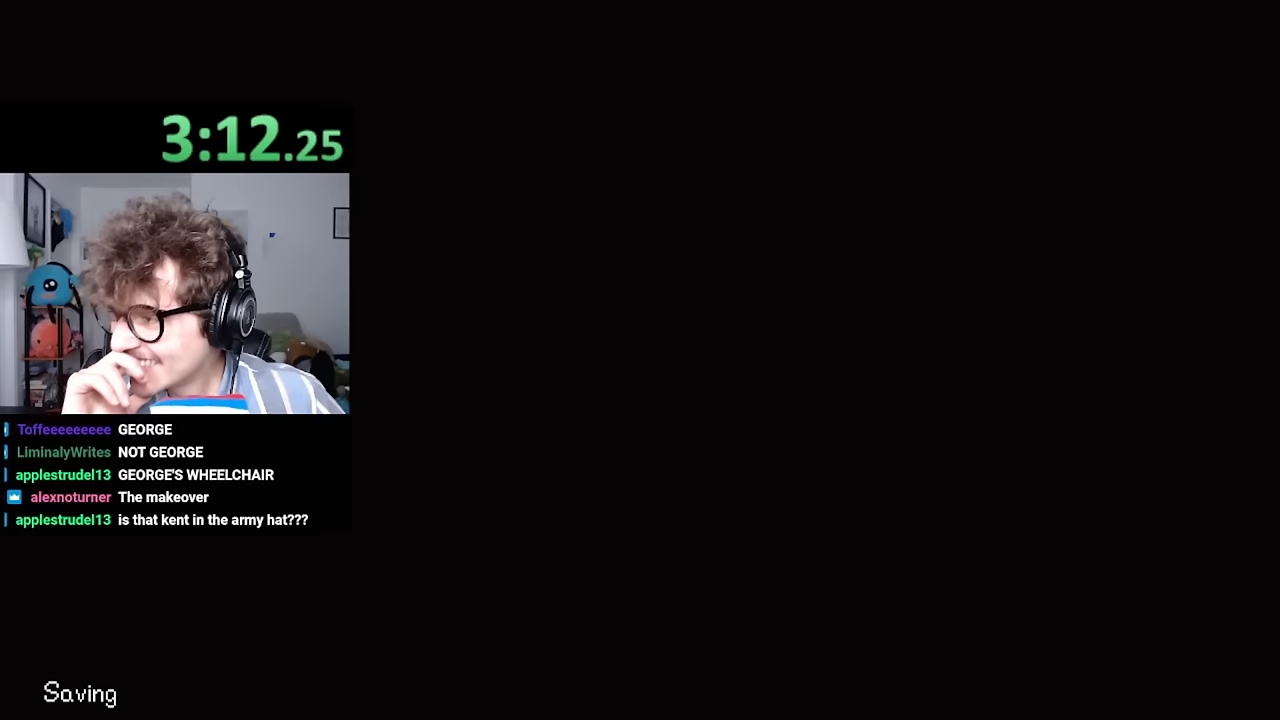 3:12.25
Toffeeeeeeeee GEORGE
LiminalyWrites NOT GEORGE
applestrudel13 GEORGE'S WHEELCHAIR
alexnoturner The makeover
applestrudel13 is that kent in the army hat???
Saving